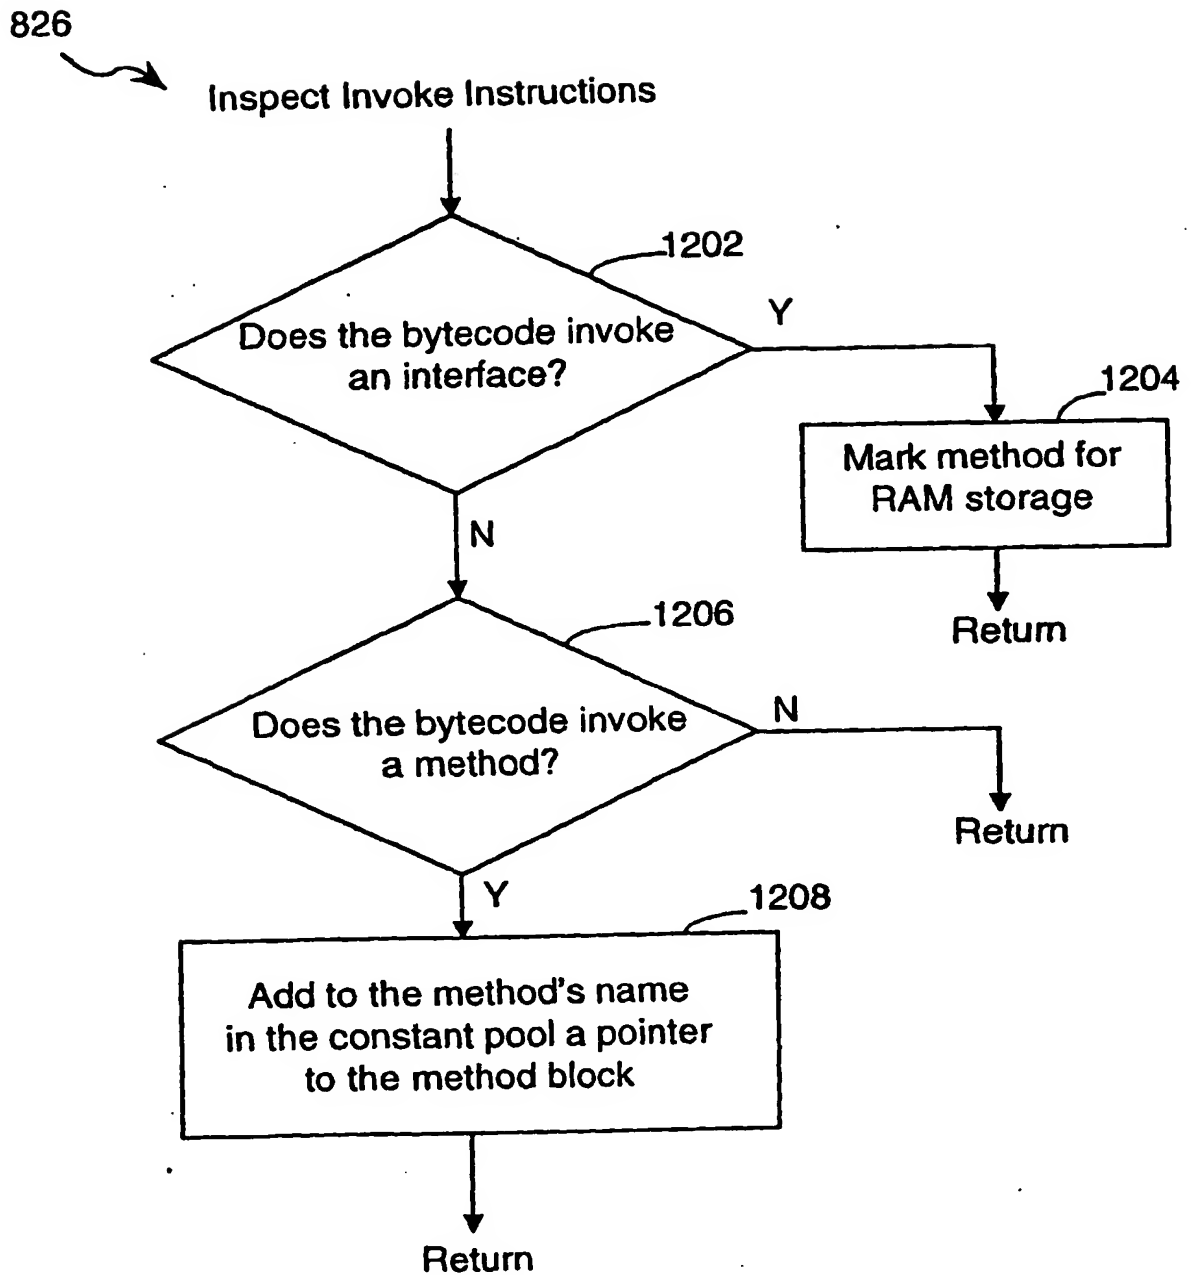 826
Inspect Invoke Instructions
1202
Does the bytecode invoke
an interface?
Y
1204
Mark method for
RAM storage
Return
N
1206
Does the bytecode invoke
a method?
N
Return
Y
1208
Add to the method's name
in the constant pool a pointer
to the method block
Return